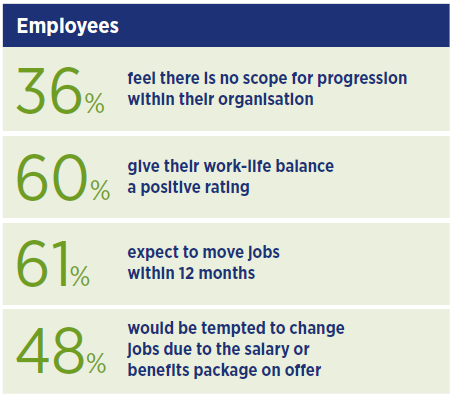 Employees
36%
feel there is no scope for progression
within their organisation
60%
give their work-life balance
a positive rating
61%
expect to move jobs
within 12 months
48%
would be tempted to change
jobs due to the salary or
benefits package on offer